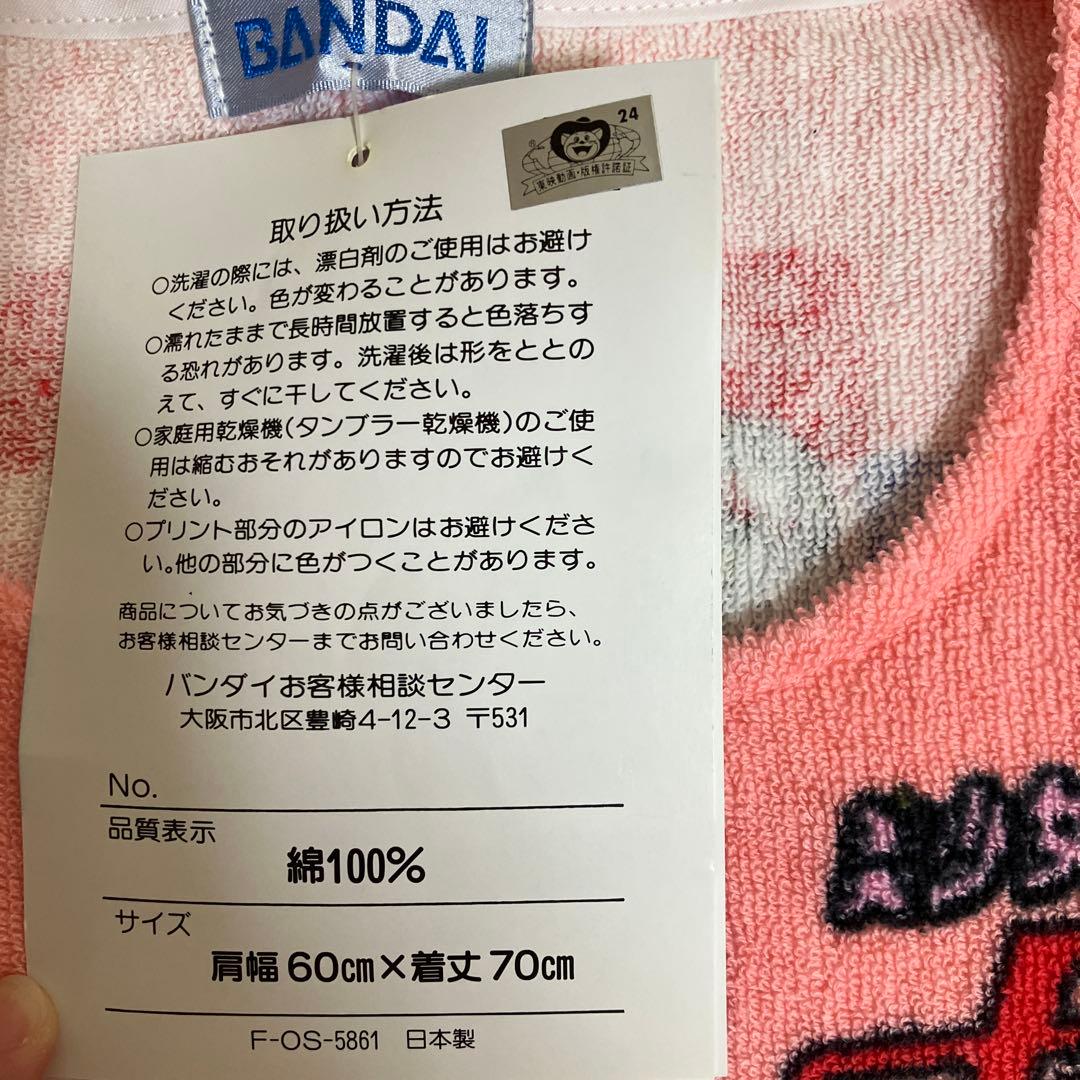 BANDAI
24
東映動画・版権許諾証
取り扱い方法
○洗濯の際には、漂白剤のご使用はお避け
ください。色が変わることがあります。
○濡れたままで長時間放置すると色落ちす
る恐れがあります。洗濯後は形をととの
えて、すぐに干してください。
○家庭用乾燥機(タンブラー乾燥機)のご使
用は縮むおそれがありますのでお避けく
ださい。
○プリント部分のアイロンはお避けくださ
い。他の部分に色がつくことがあります。
商品についてお気づきの点がございましたら、
お客様相談センターまでお問い合わせください。
バンダイお客様相談センター
大阪市北区豊崎4-12-3 〒531
No.
品質表示
綿100%
サイズ
肩幅 60cm×着丈 70cm
F-OS-5861 日本製